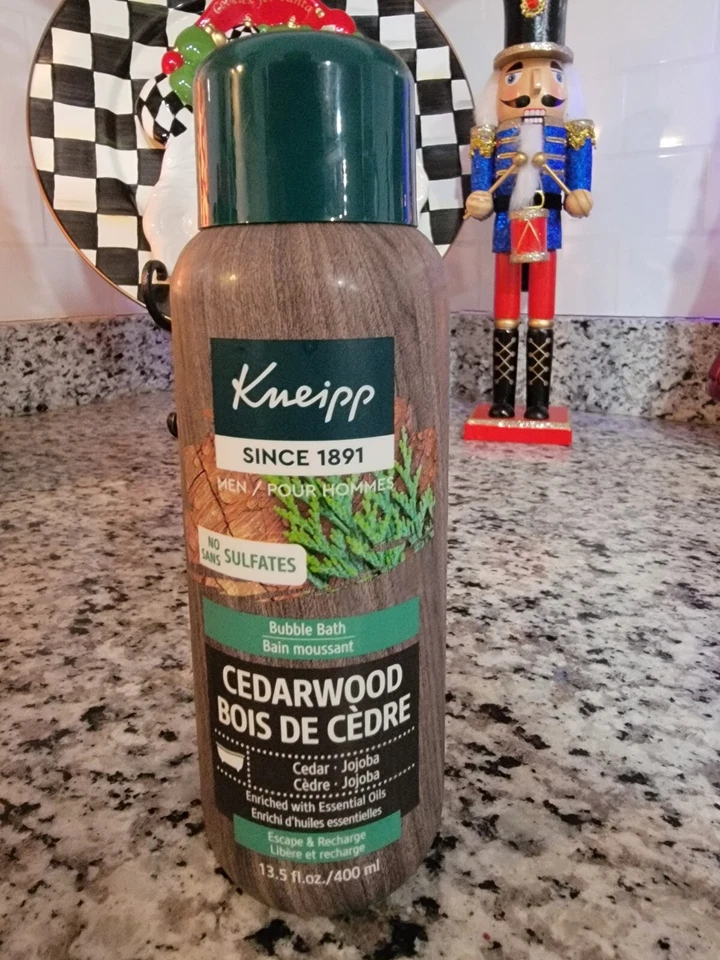 Kneipp
SINCE 1891
MEN / POUR HOMMES
NO
SANS SULFATES
Bubble Bath
Bain moussant
CEDARWOOD
BOIS DE CÈDRE
Cedar · Jojoba
Cèdre · Jojoba
Enriched with Essential Oils
Enrichi d'huiles essentielles
Escape & Recharge
Libère et recharge
13.5 fl.oz./400 ml